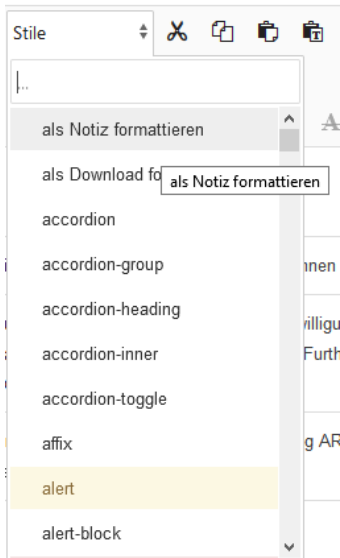 Stile
...
als Notiz formattieren
als Download fo
als Notiz formattieren
accordion
accordion-group
nnen
accordion-heading
villigu
accordion-inner
Furth
accordion-toggle
affix
g AR
alert
alert-block